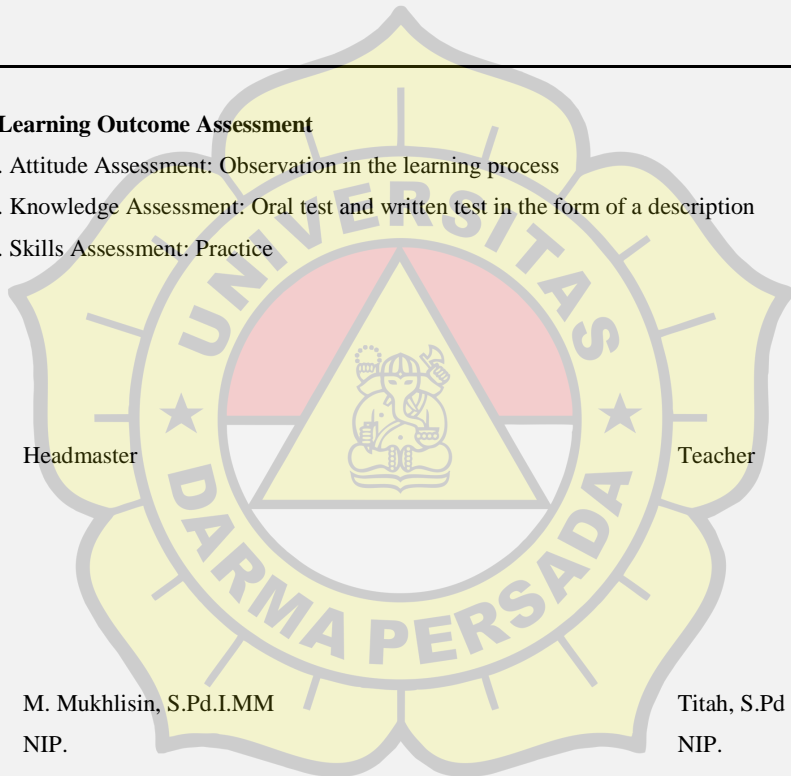 Learning Outcome Assessment
. Attitude Assessment: Observation in the learning process
. Knowledge Assessment: Oral test and written test in the form of a description
. Skills Assessment: Practice
UNIVERSITAS
Headmaster Teacher
DARMA PERSADA
M. Mukhlisin, S.Pd.I.MM Titah, S.Pd
NIP. NIP.